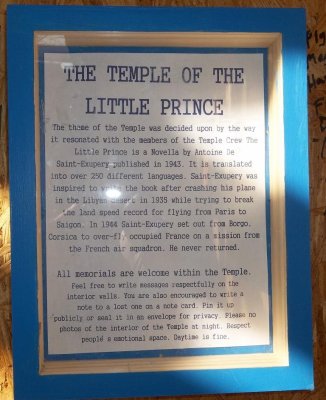 THE TEMPLE OF THE
LITTLE PRINCE
The theme of the Temple was decided upon by the way
it resonated with the members of the Temple Crew The
Little Prince is a Novella by Antoine De
Saint-Exupery published in 1943. It is translated
into over 250 different languages. Saint-Exupery was
inspired to write the book after crashing his plane
in the Libyan desert in 1935 while trying to break
the land speed record for flying from Paris to
Saigon. In 1944 Saint-Exupery set out from Borgo,
Corsica to over-fly occupied France on a mission from
the French air squadron. He never returned.
All memorials are welcome within the Temple.
Feel free to write messages respectfully on the
interior walls. You are also encouraged to write a
note to a lost one on a note card. Pin it up
publicly or seal it in an envelope for privacy. Please no
photos of the interior of the Temple at night. Respect
people's emotional space. Daytime is fine.